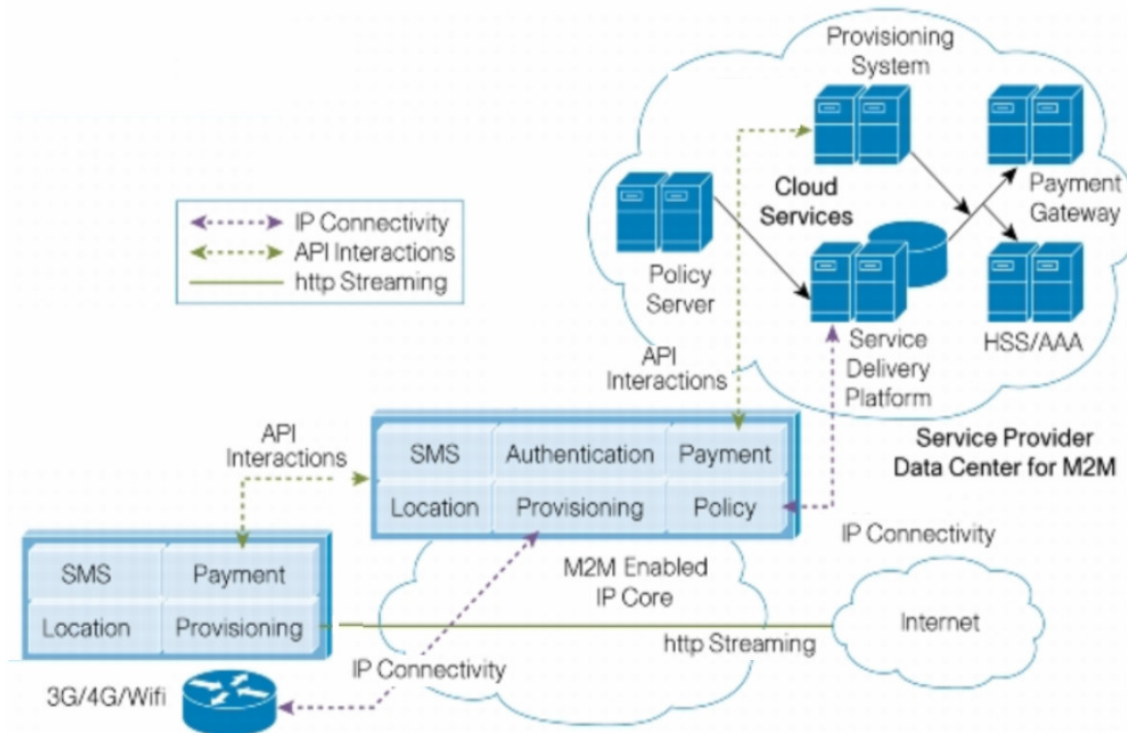 Provisioning
System
Cloud
Services
Payment
Gateway
Policy
Server
Service
Delivery
Platform
HSS/AAA
IP Connectivity
API Interactions
http Streaming
API
Interactions
Service Provider
Data Center for M2M
API
Interactions
SMS
Authentication
Payment
Location
Provisioning
Policy
IP Connectivity
SMS
Payment
Location
Provisioning
M2M Enabled
IP Core
Internet
http Streaming
IP Connectivity
3G/4G/Wifi